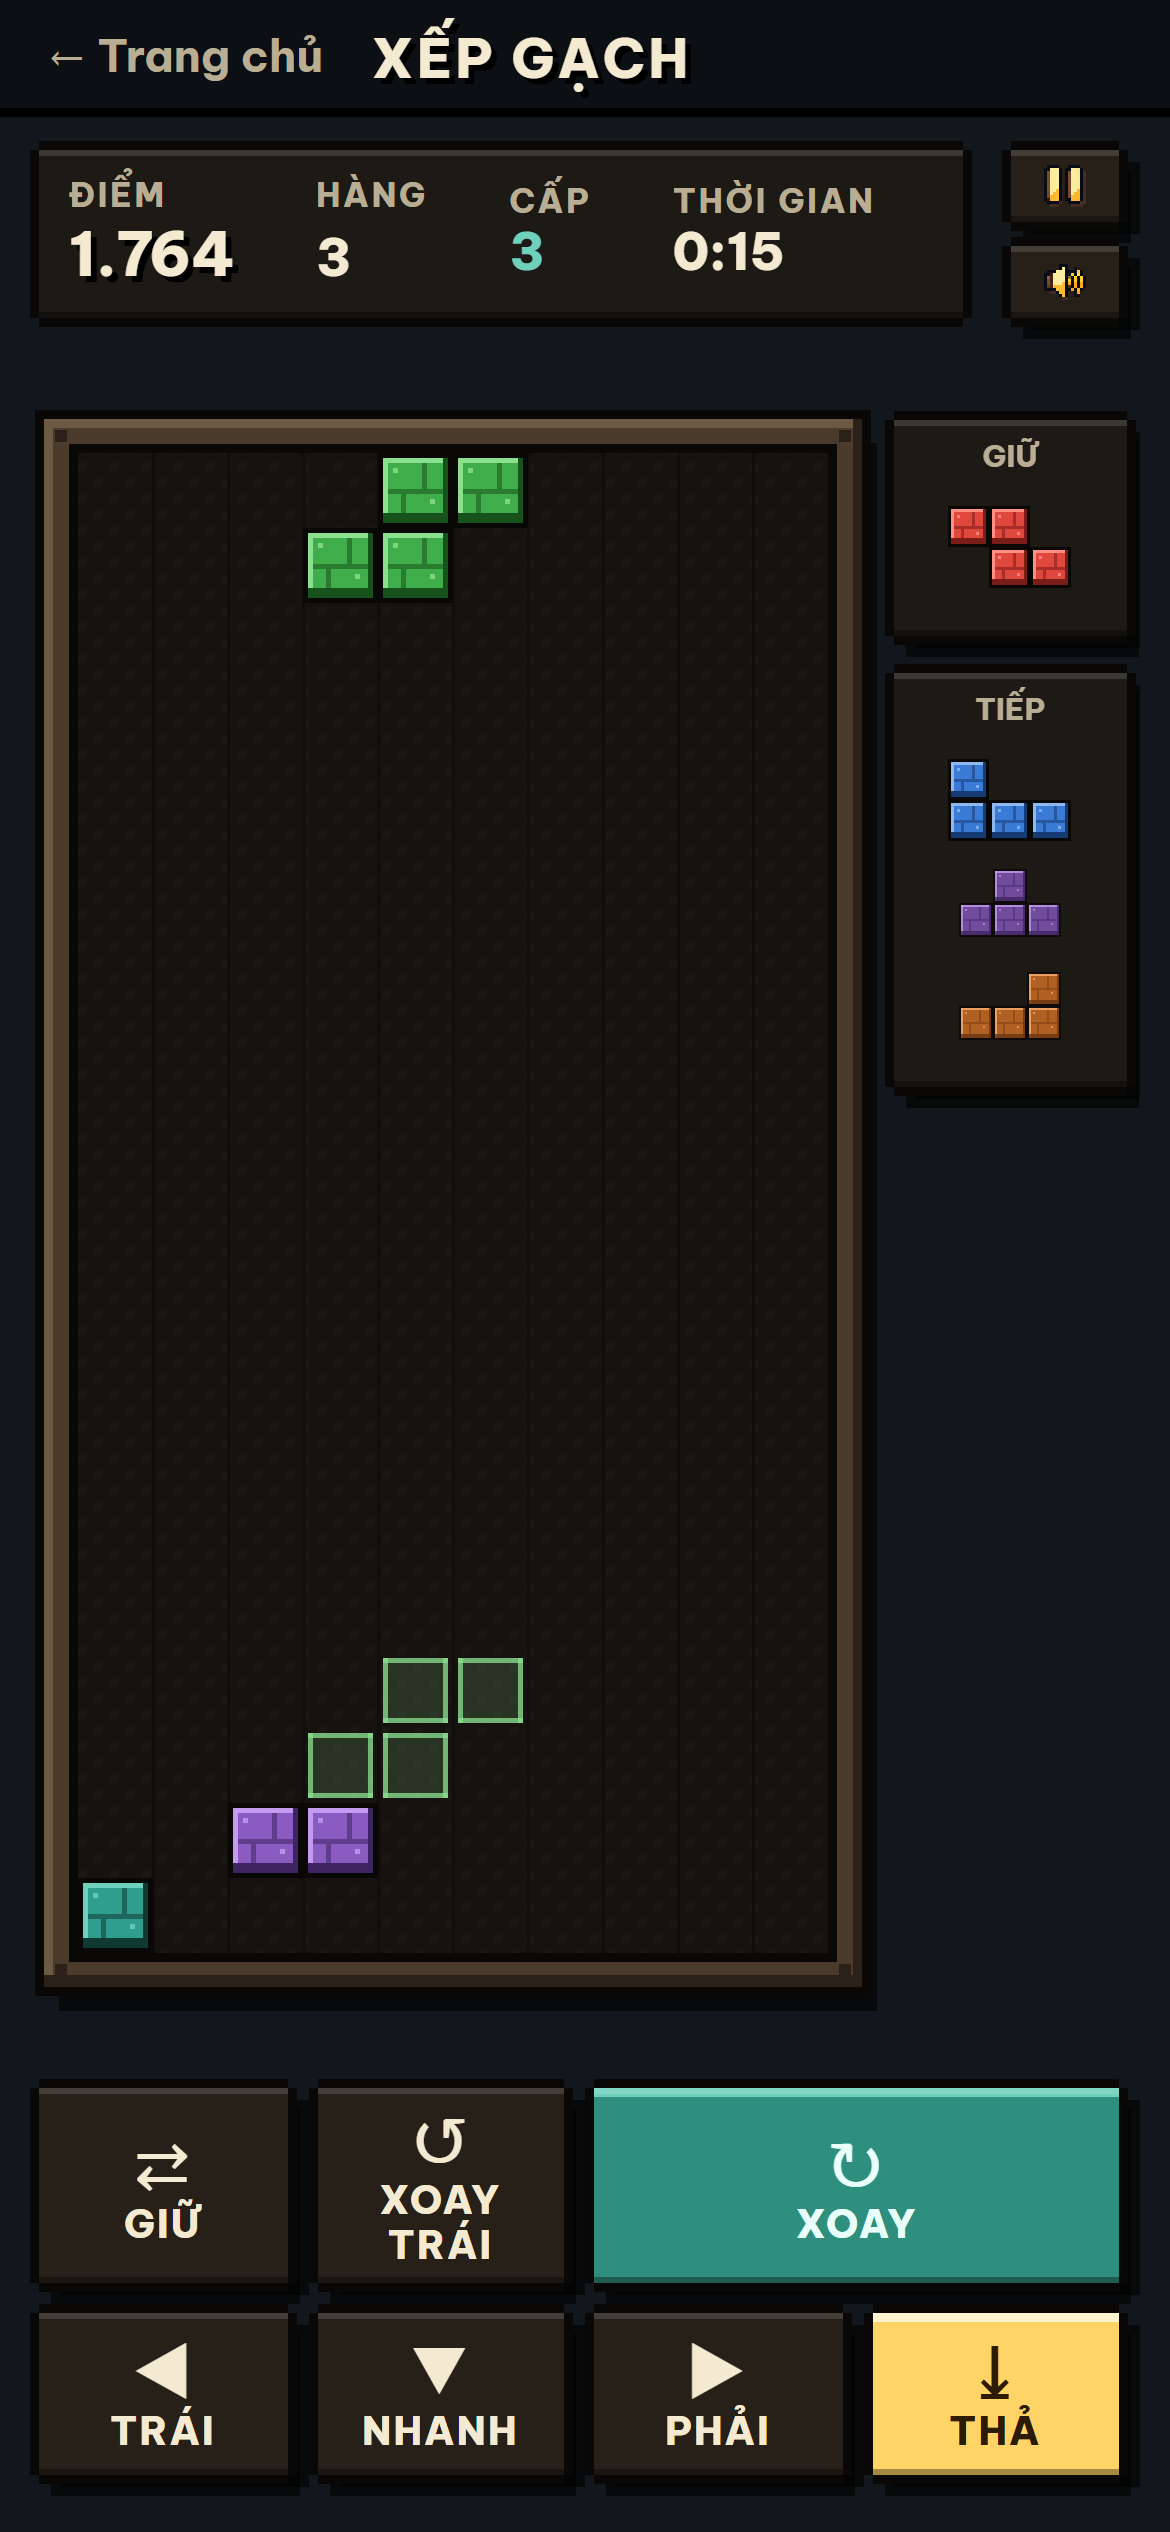 ← Trang chủ XẾP GẠCH
ĐIỂM HÀNG CẤP THỜI GIAN
1.764 3 3 0:15
GIỮ
TIẾP
⇄ GIỮ
↺ XOAY TRÁI
↻ XOAY
◀ TRÁI
▼ NHANH
▶ PHẢI
⤓ THẢ